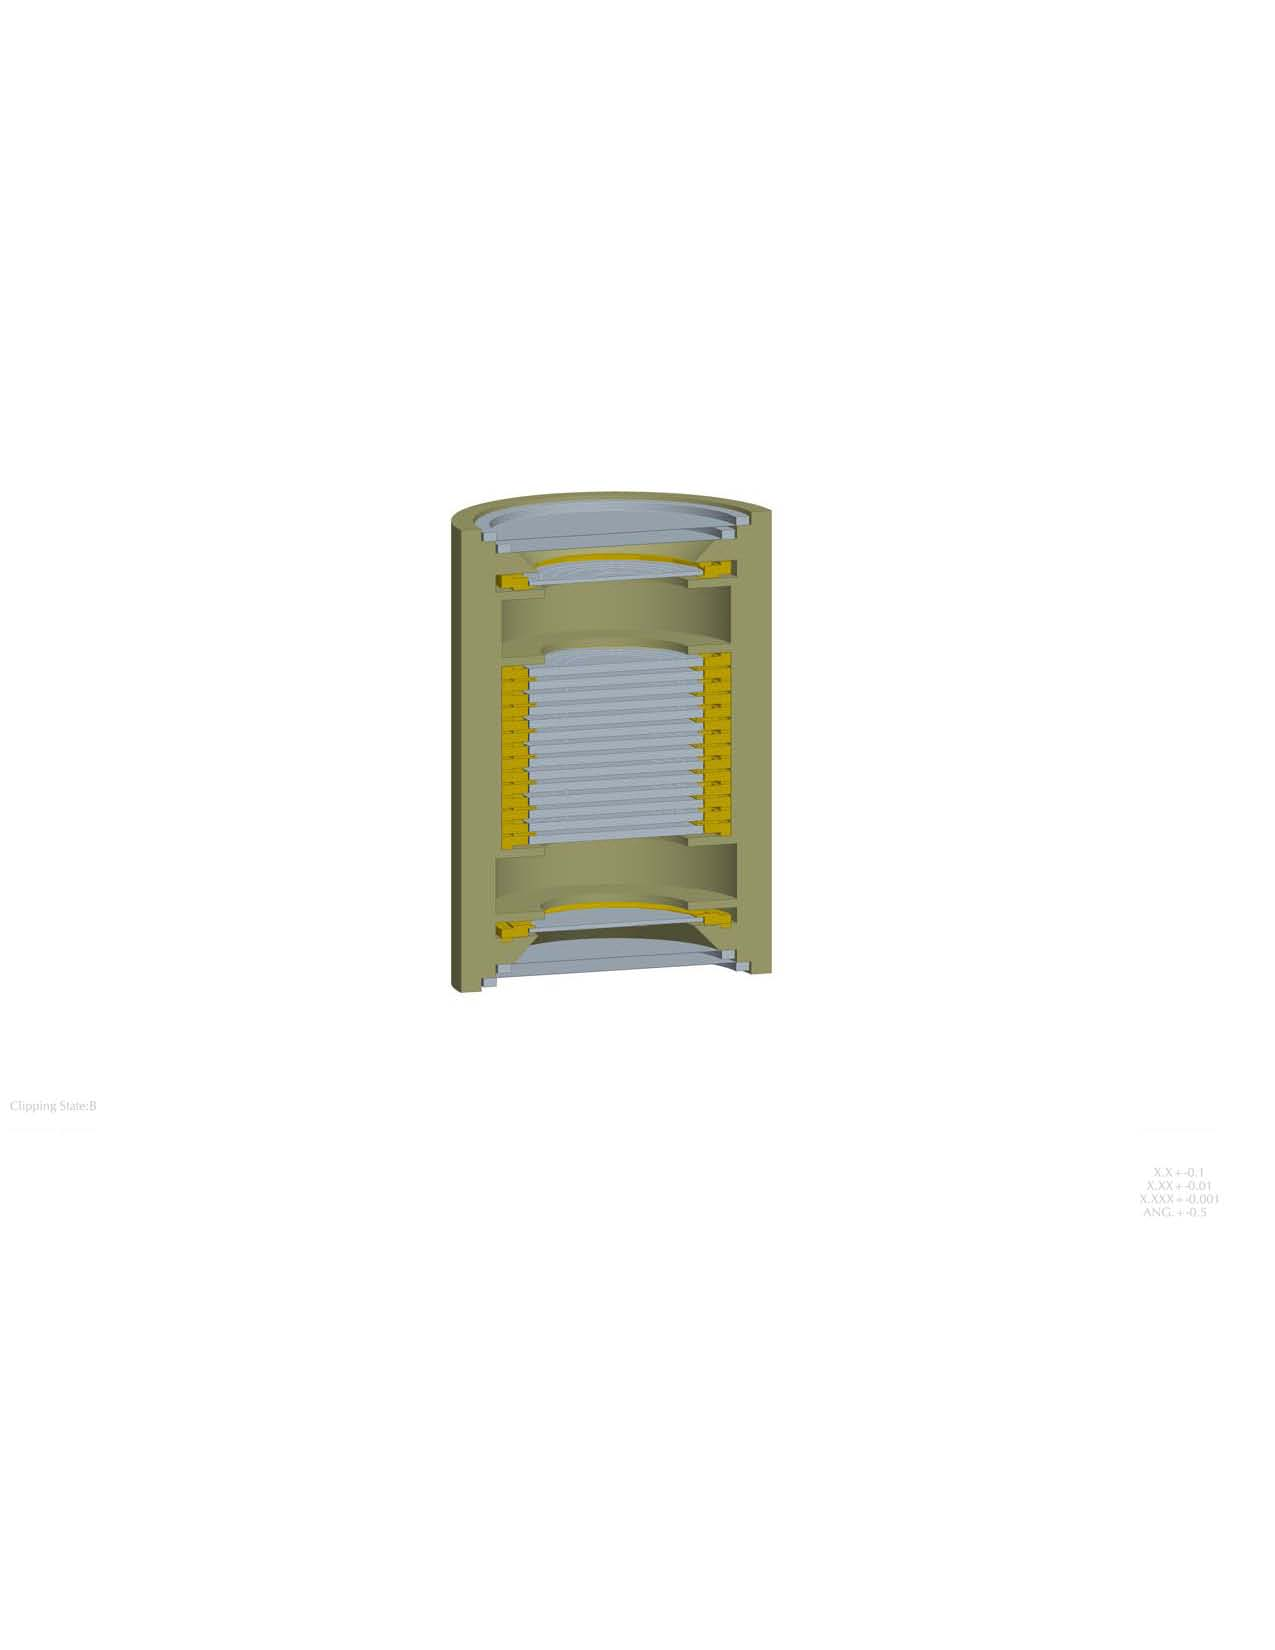 Clipping State:B
X.X+-0.1
X.XX+-0.01
X.XXX+-0.001
ANG.+-0.5